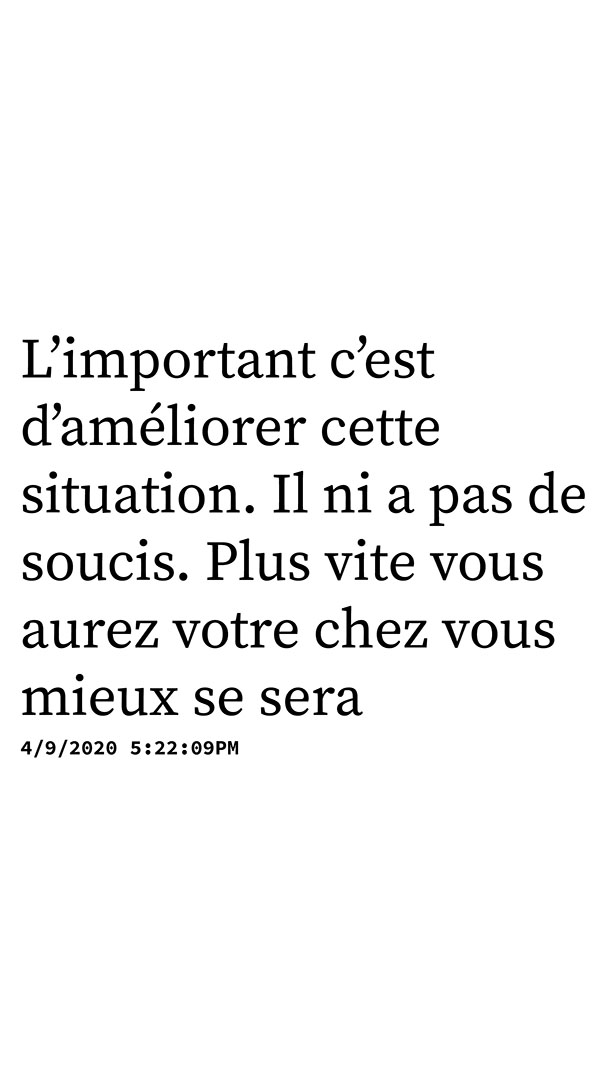 L’important c’est
d’améliorer cette
situation. Il ni a pas de
soucis. Plus vite vous
aurez votre chez vous
mieux se sera
4/9/2020 5:22:09PM